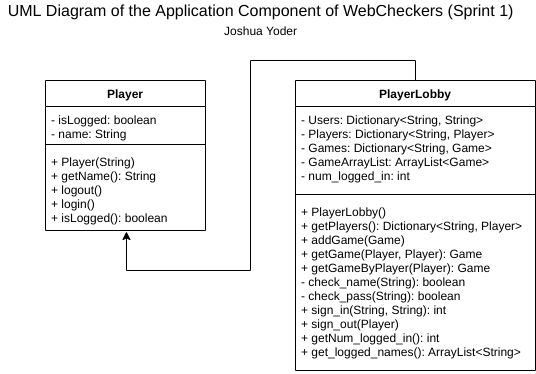 UML Diagram of the Application Component of WebCheckers (Sprint 1)
Joshua Yoder
Player
- isLogged: boolean
- name: String
+ Player(String)
+ getName(): String
+ logout()
+ login()
+ isLogged(): boolean
PlayerLobby
- Users: Dictionary<String, String>
- Players: Dictionary<String, Player>
- Games: Dictionary<String, Game>
- GameArrayList: ArrayList<Game>
- num_logged_in: int
+ PlayerLobby()
+ getPlayers(): Dictionary<String, Player>
+ addGame(Game)
+ getGame(Player, Player): Game
+ getGameByPlayer(Player): Game
- check_name(String): boolean
- check_pass(String): boolean
+ sign_in(String, String): int
+ sign_out(Player)
+ getNum_logged_in(): int
+ get_logged_names(): ArrayList<String>